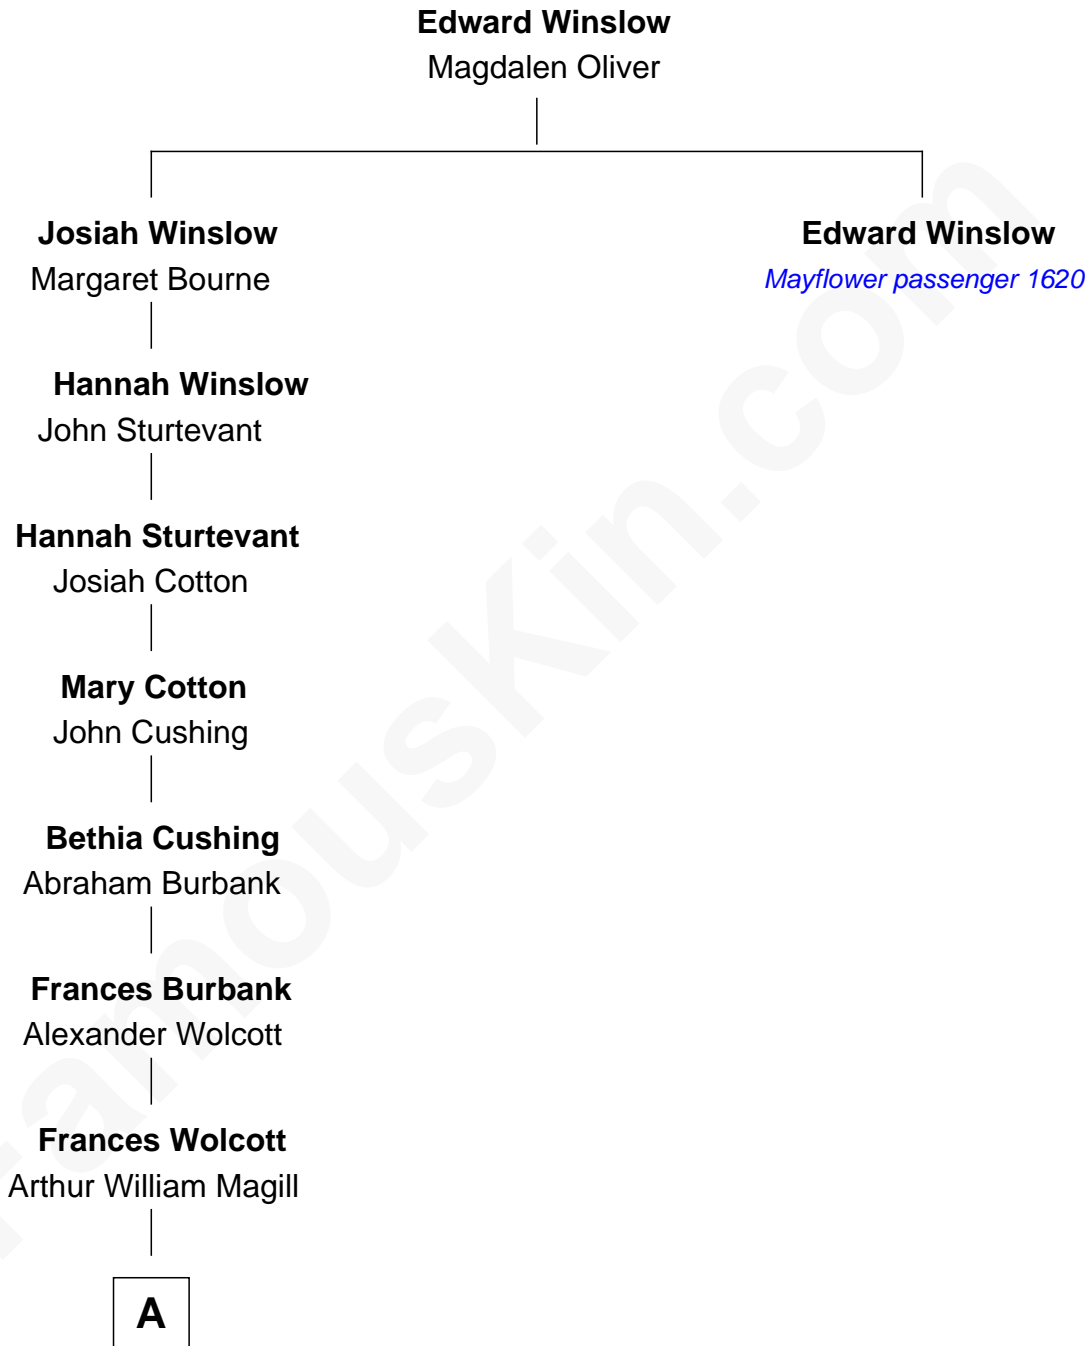 Edward Winslow
Magdalen Oliver
Josiah Winslow
Margaret Bourne
Edward Winslow
Mayflower passenger 1620
Hannah Winslow
John Sturtevant
Hannah Sturtevant
Josiah Cotton
Mary Cotton
John Cushing
Bethia Cushing
Abraham Burbank
Frances Burbank
Alexander Wolcott
Frances Wolcott
Arthur William Magill
A
FamousKin.com